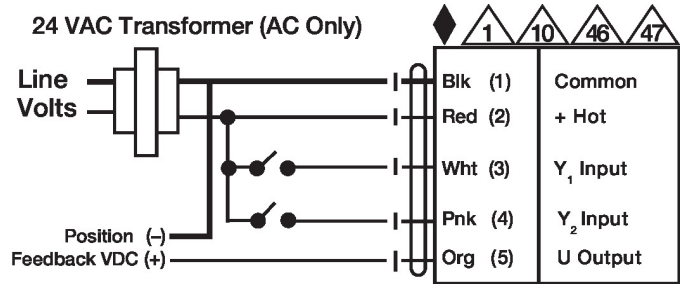 24 VAC Transformer (AC Only)
1 10 46 47
Line
Volts
Blk (1) Common
Red (2) + Hot
Wht (3) Y1 Input
Pnk (4) Y2 Input
Position (–)
Feedback VDC (+)
Org (5) U Output